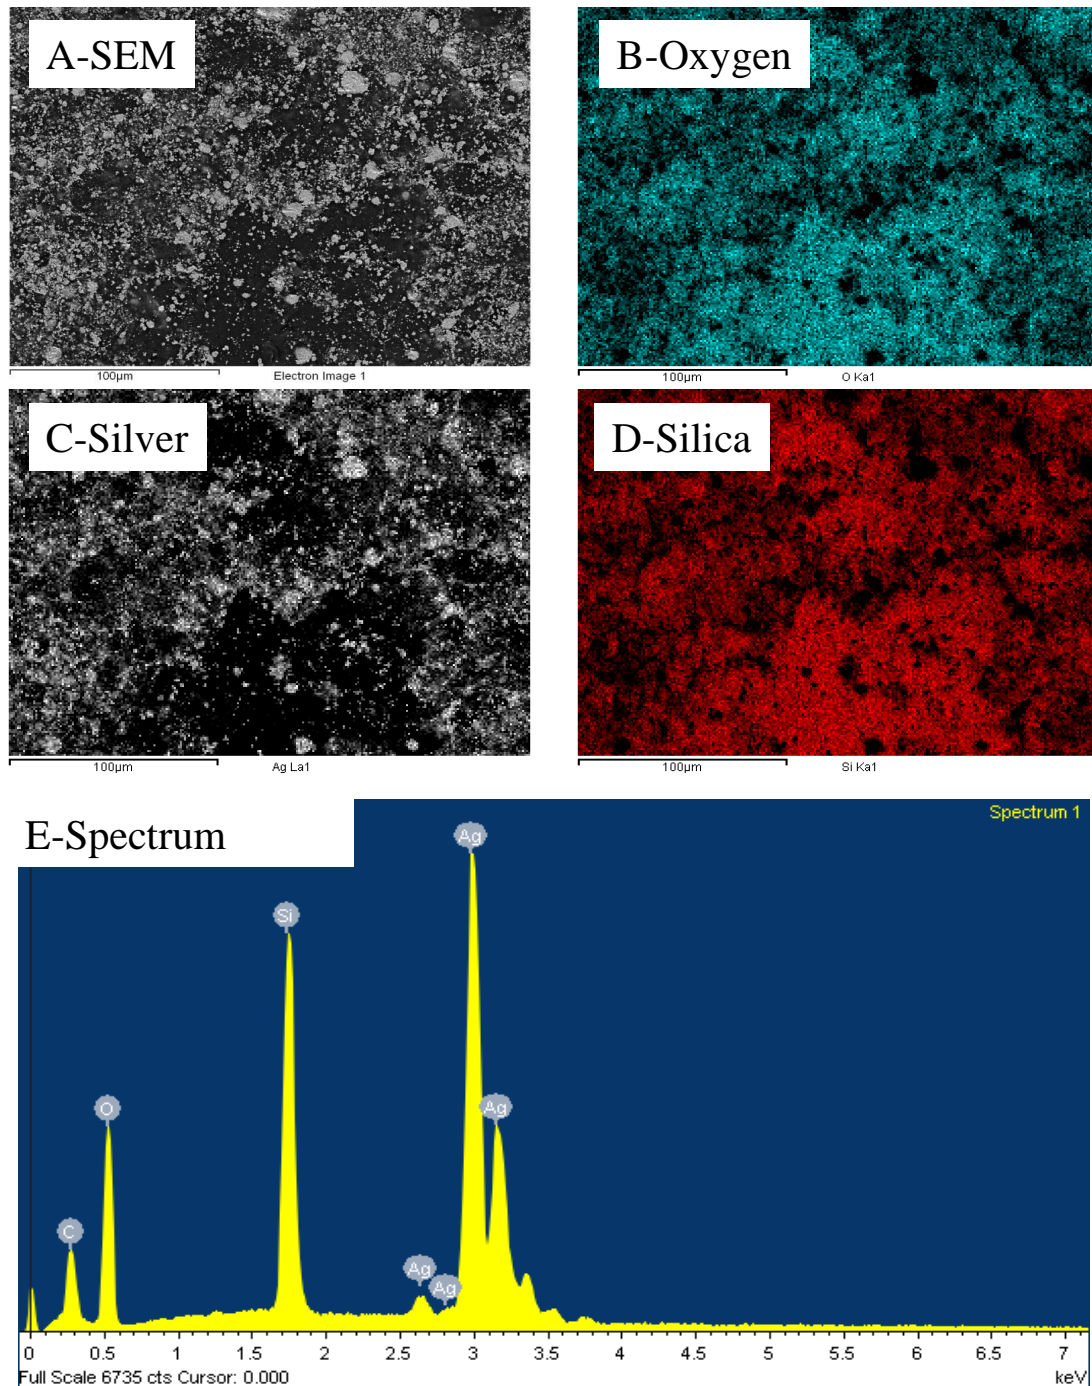 A-SEM
B-Oxygen
100µm
Electron Image 1
100µm
O Ka1
C-Silver
D-Silica
100µm
Ag La1
100µm
Si Ka1
E-Spectrum
Spectrum 1
Ag
Si
O
Ag
C
Ag
Ag
0 0.5 1 1.5 2 2.5 3 3.5 4 4.5 5 5.5 6 6.5 7
Full Scale 6735 cts Cursor: 0.000
keV